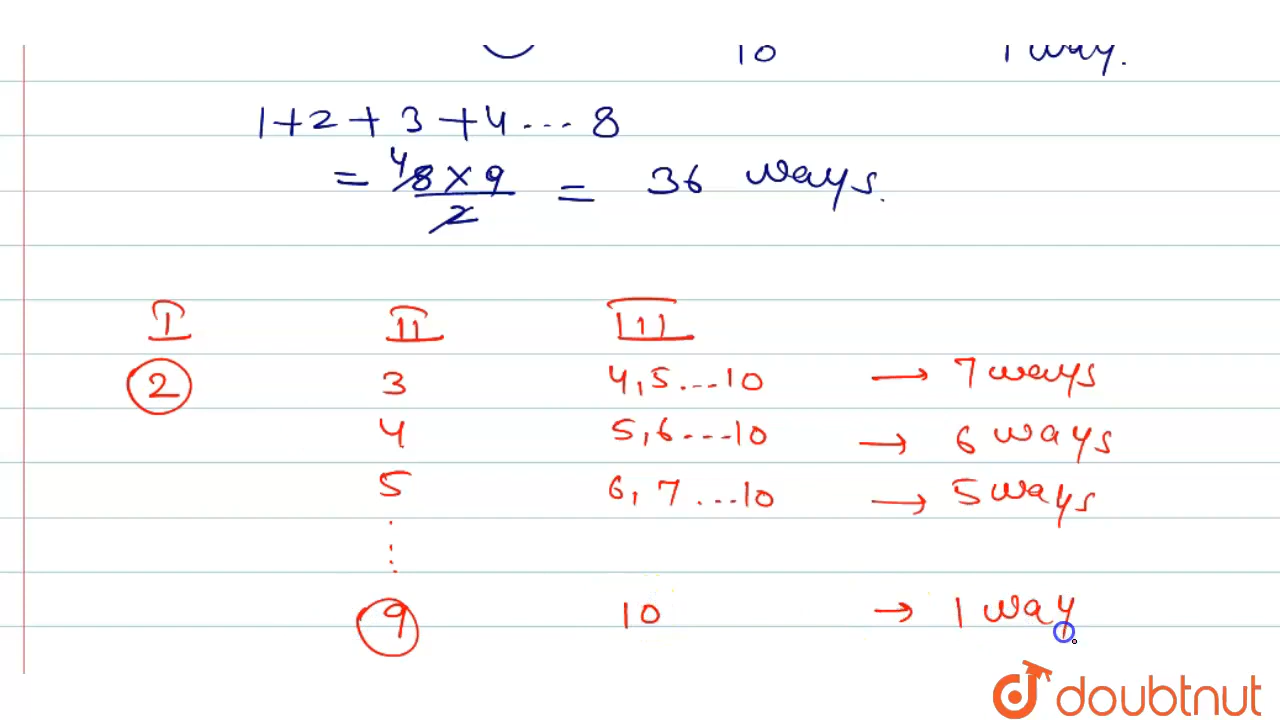 10 1 way.
1+2+3+4...8
= 4 8×9/2 = 36 ways.
I II III
2 3 4,5...10 → 7 ways
4 5,6...10 → 6 ways
5 6,7...10 → 5 ways
⋮
9 10 → 1 way
doubtnut